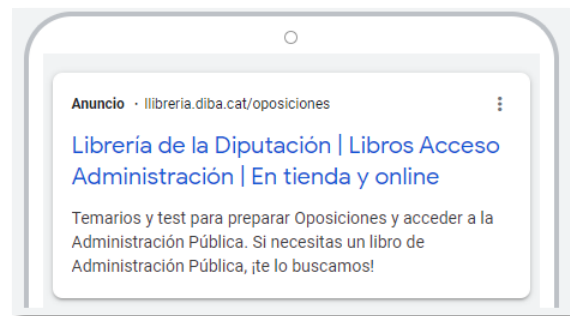 Anuncio · llibreria.diba.cat/oposiciones
Librería de la Diputación | Libros Acceso
Administración | En tienda y online
Temarios y test para preparar Oposiciones y acceder a la
Administración Pública. Si necesitas un libro de
Administración Pública, ¡te lo buscamos!